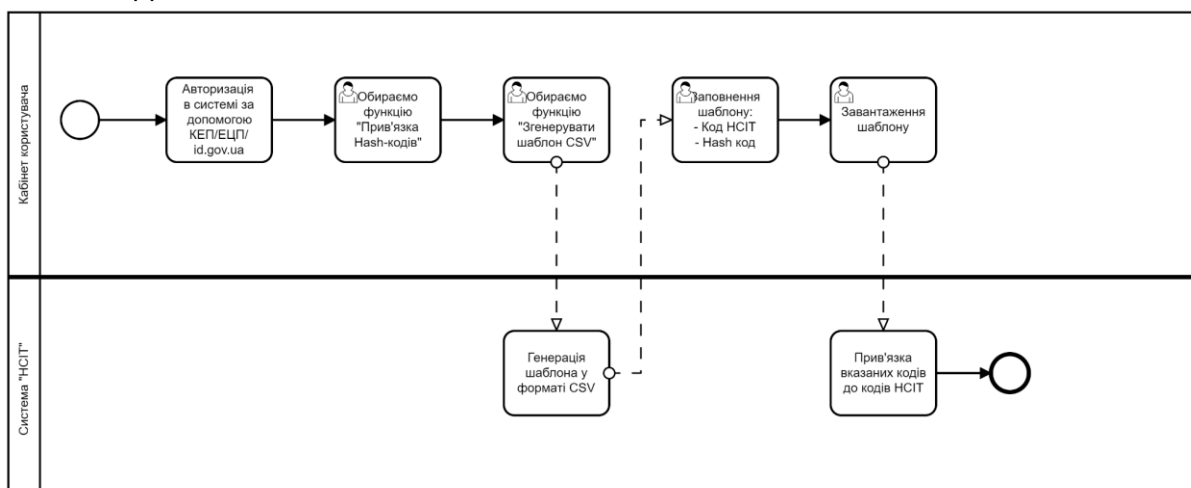 Кабінет користувача
Авторизація
в системі за
допомогою
КЕП/ЕЦП/
id.gov.ua
Обираємо
функцію
"Прив'язка
Hash-кодів"
Обираємо
функцію
"Згенерувати
шаблон CSV"
Заповнення
шаблону:
- Код НСІТ
- Hash код
Завантаження
шаблону
Система "НСІТ"
Генерація
шаблона у
форматі CSV
Прив'язка
вказаних кодів
до кодів НСІТ